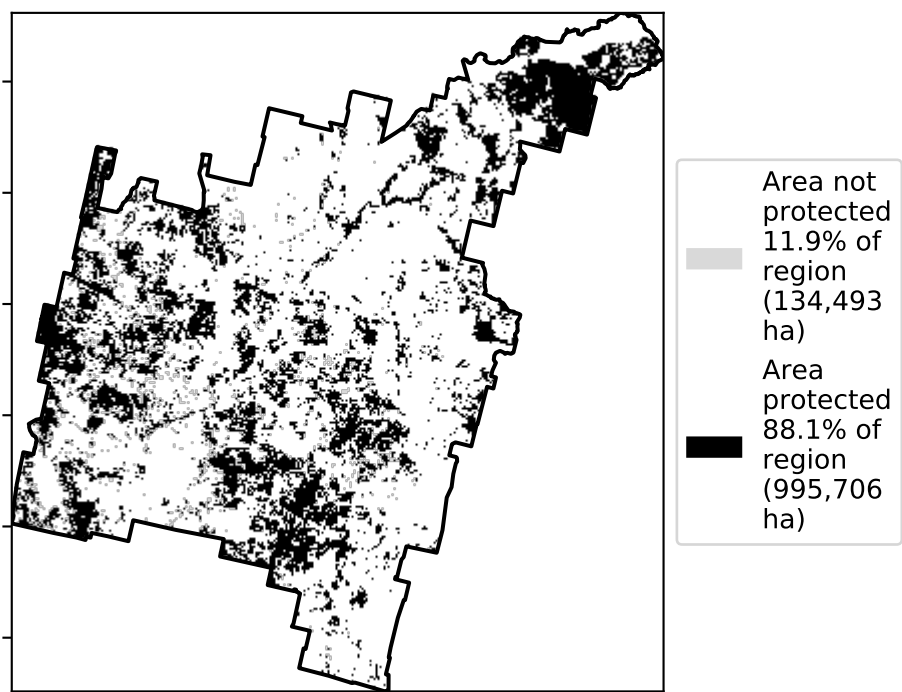 Area not
protected
11.9% of
region
(134,493
ha)
Area
protected
88.1% of
region
(995,706
ha)